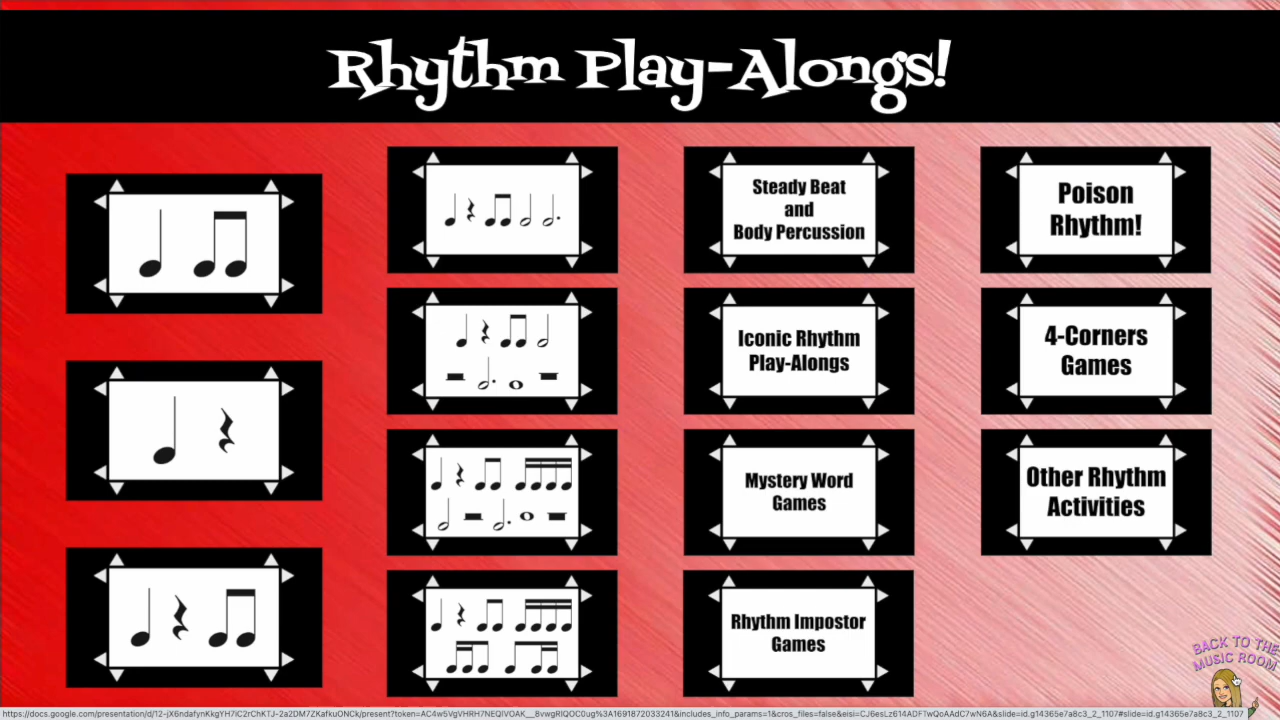 Rhythm Play-Alongs!
Steady Beat
and
Body Percussion
Iconic Rhythm
Play-Alongs
Mystery Word
Games
Rhythm Impostor
Games
Poison
Rhythm!
4-Corners
Games
Other Rhythm
Activities
BACK TO THE
MUSIC ROOM